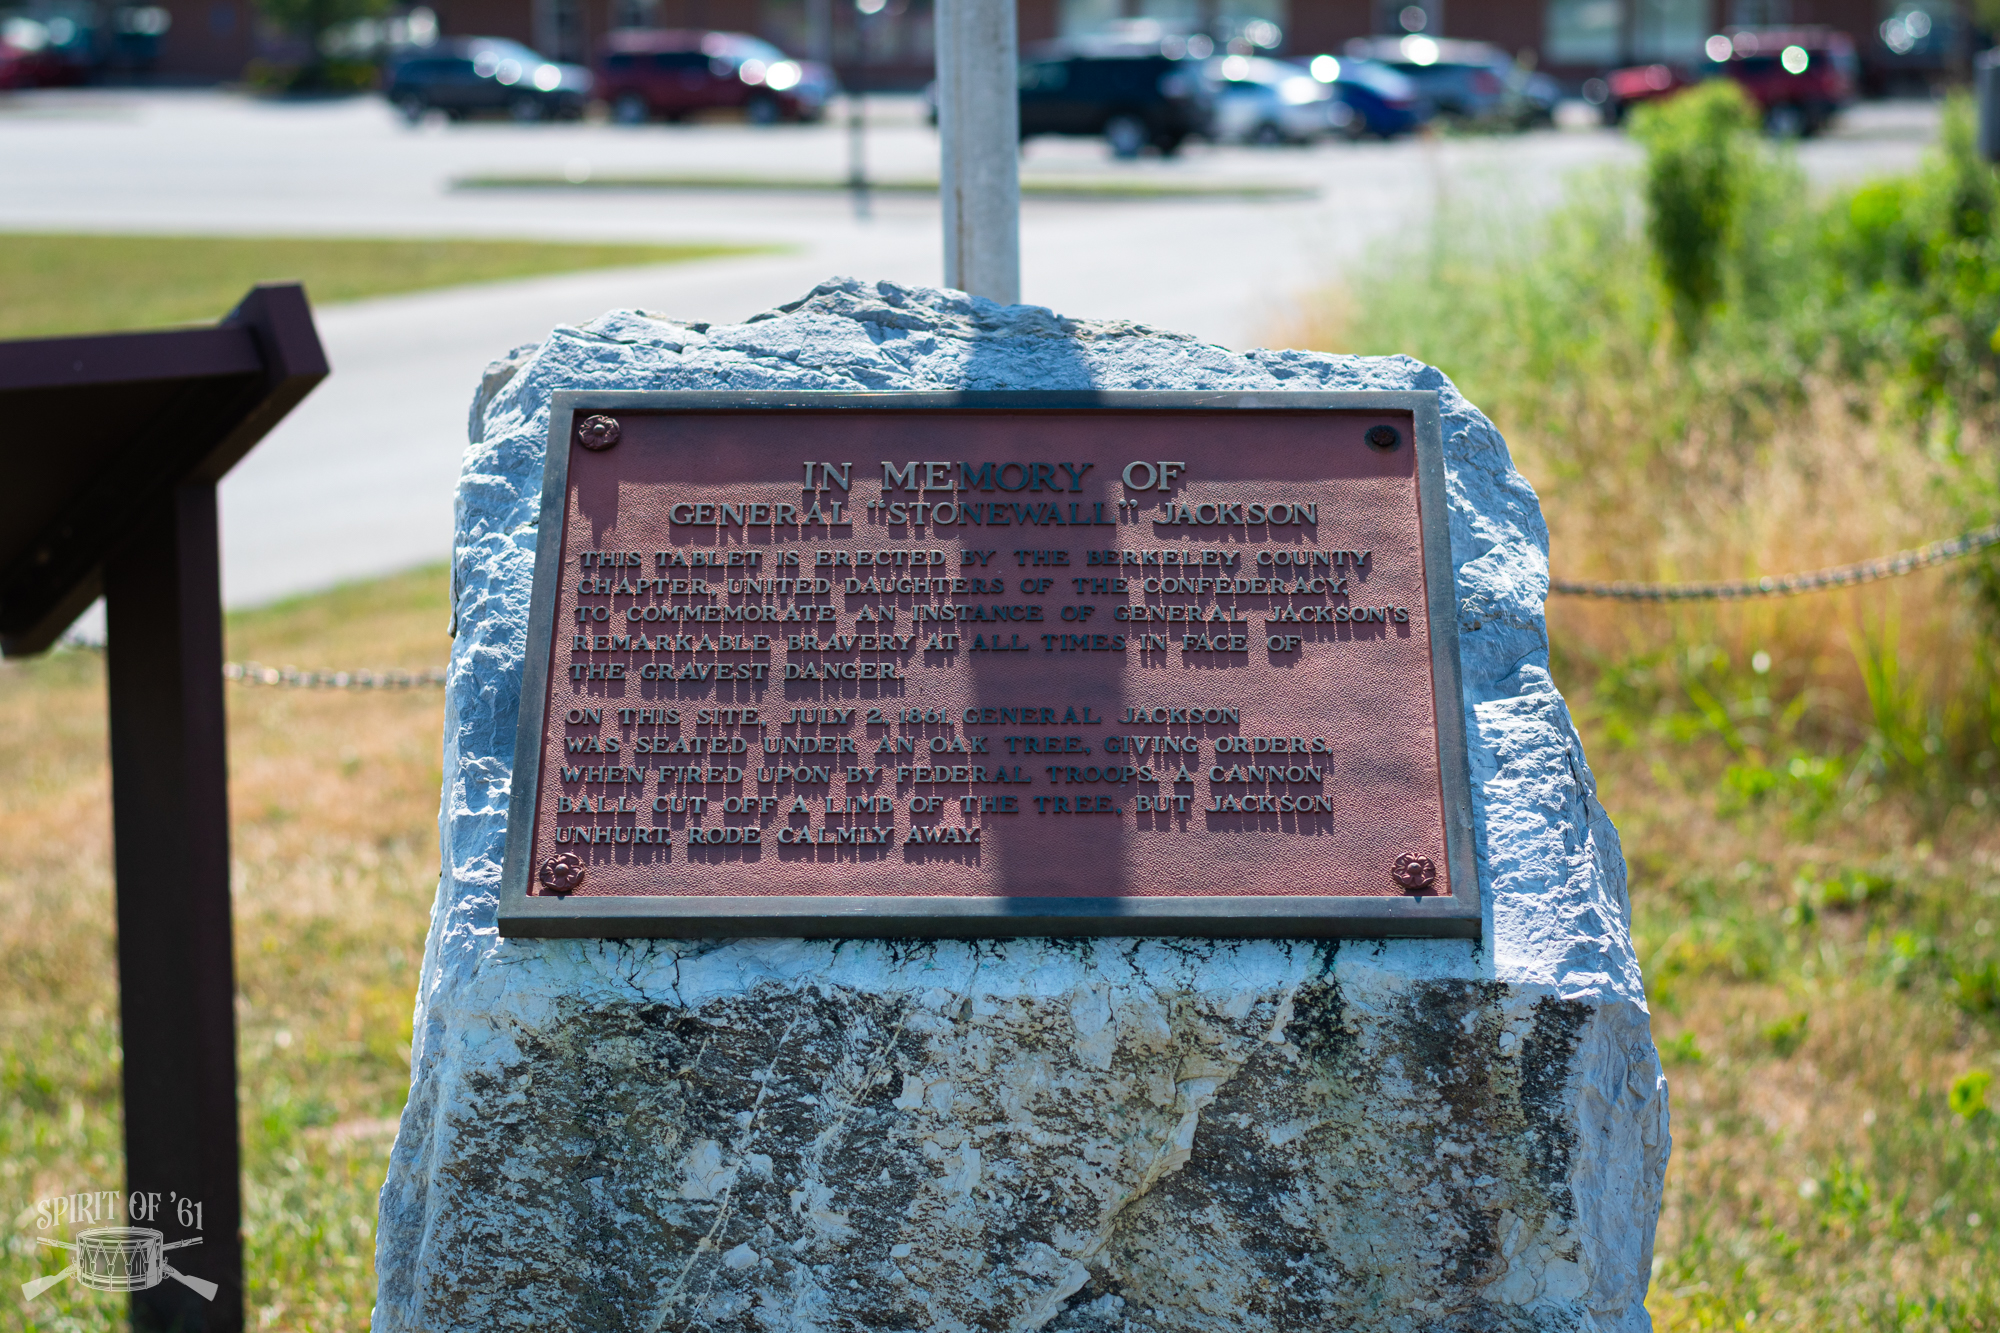 IN MEMORY OF
GENERAL "STONEWALL" JACKSON
THIS TABLET IS ERECTED BY THE BERKELEY COUNTY
CHAPTER, UNITED DAUGHTERS OF THE CONFEDERACY,
TO COMMEMORATE AN INSTANCE OF GENERAL JACKSON'S
REMARKABLE BRAVERY AT ALL TIMES IN FACE OF
THE GRAVEST DANGER.
ON THIS SITE, JULY 2, 1861, GENERAL JACKSON
WAS SEATED UNDER AN OAK TREE, GIVING ORDERS,
WHEN FIRED UPON BY FEDERAL TROOPS. A CANNON
BALL CUT OFF A LIMB OF THE TREE, BUT JACKSON
UNHURT, RODE CALMLY AWAY.
SPIRIT OF '61